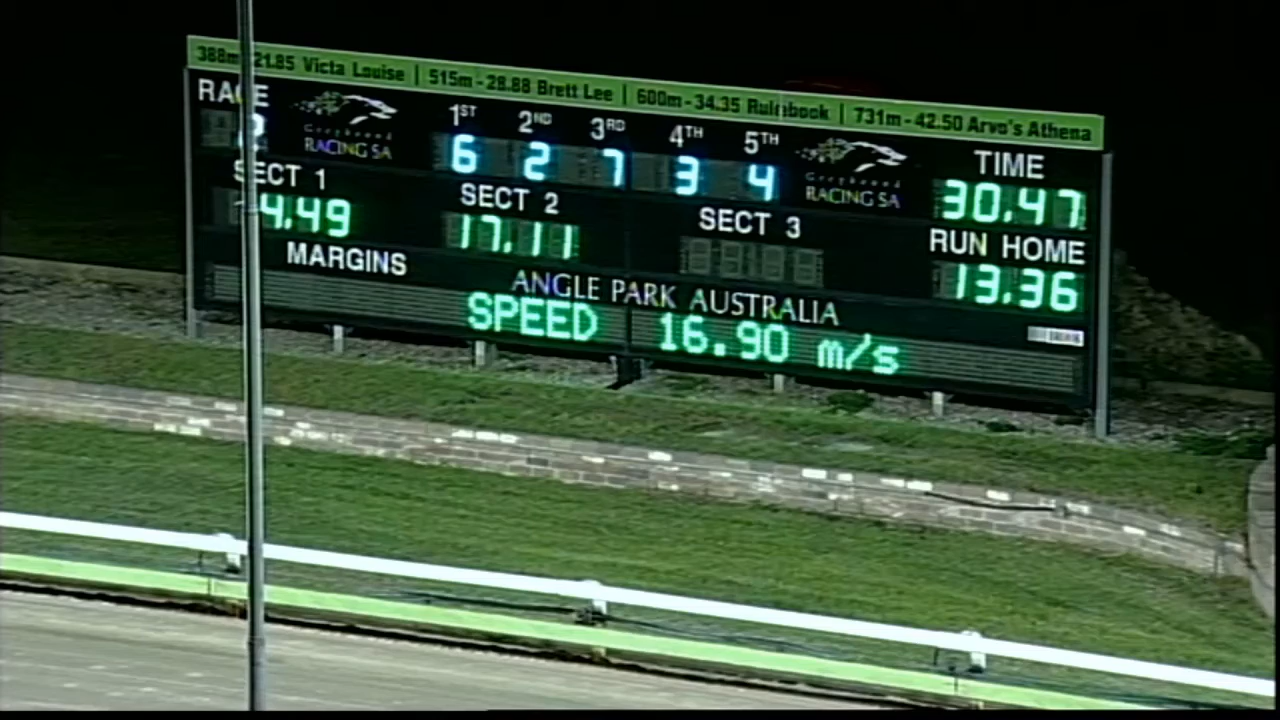 388m 21.85 Victa Louise | 515m - 28.88 Brett Lee | 600m - 34.35 Rulebook | 731m - 42.50 Arvo's Athena
RACE
Greyhound
RACING SA
1ST 2ND 3RD 4TH 5TH
6 2 7 3 4
Greyhound
RACING SA
TIME
30.47
SECT 1
4.49
SECT 2
17.11
SECT 3
RUN HOME
13.36
MARGINS
ANGLE PARK AUSTRALIA
SPEED 16.90 m/s